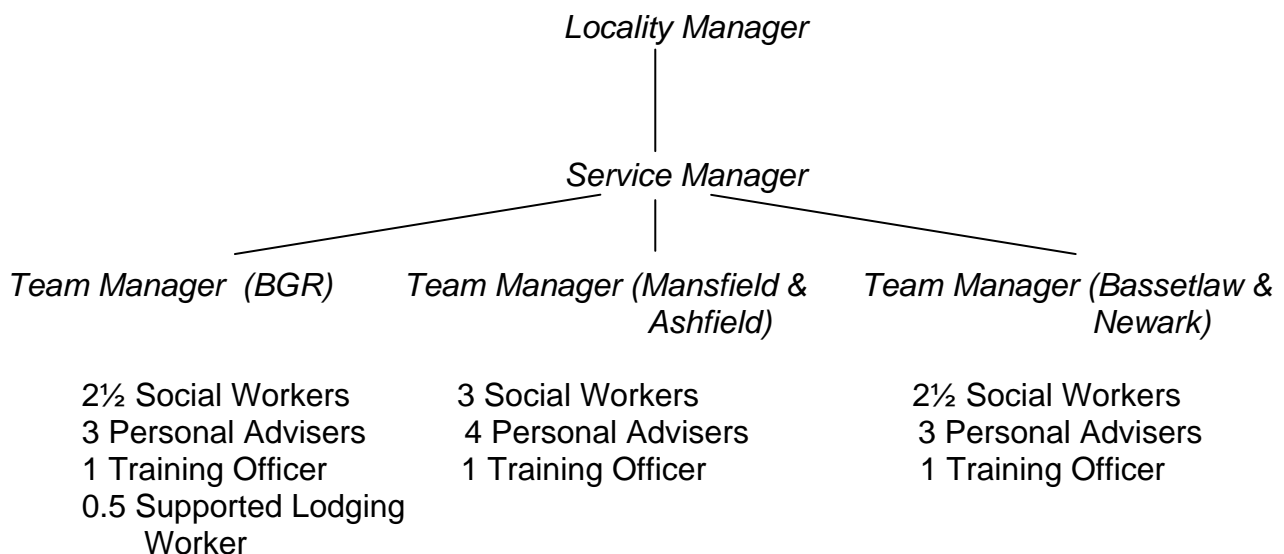 Locality Manager
Service Manager
Team Manager (BGR)
Team Manager (Mansfield &
Ashfield)
Team Manager (Bassetlaw &
Newark)
2½ Social Workers
3 Personal Advisers
1 Training Officer
0.5 Supported Lodging
Worker
3 Social Workers
4 Personal Advisers
1 Training Officer
2½ Social Workers
3 Personal Advisers
1 Training Officer